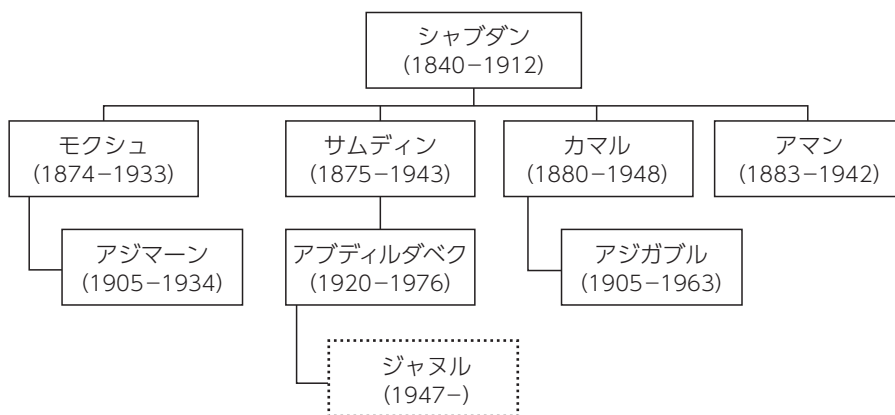 シャブダン
(1840−1912)
モクシュ
(1874−1933)
サムディン
(1875−1943)
カマル
(1880−1948)
アマン
(1883−1942)
アジマーン
(1905−1934)
アブディルダベク
(1920−1976)
アジガブル
(1905−1963)
ジャヌル
(1947−)